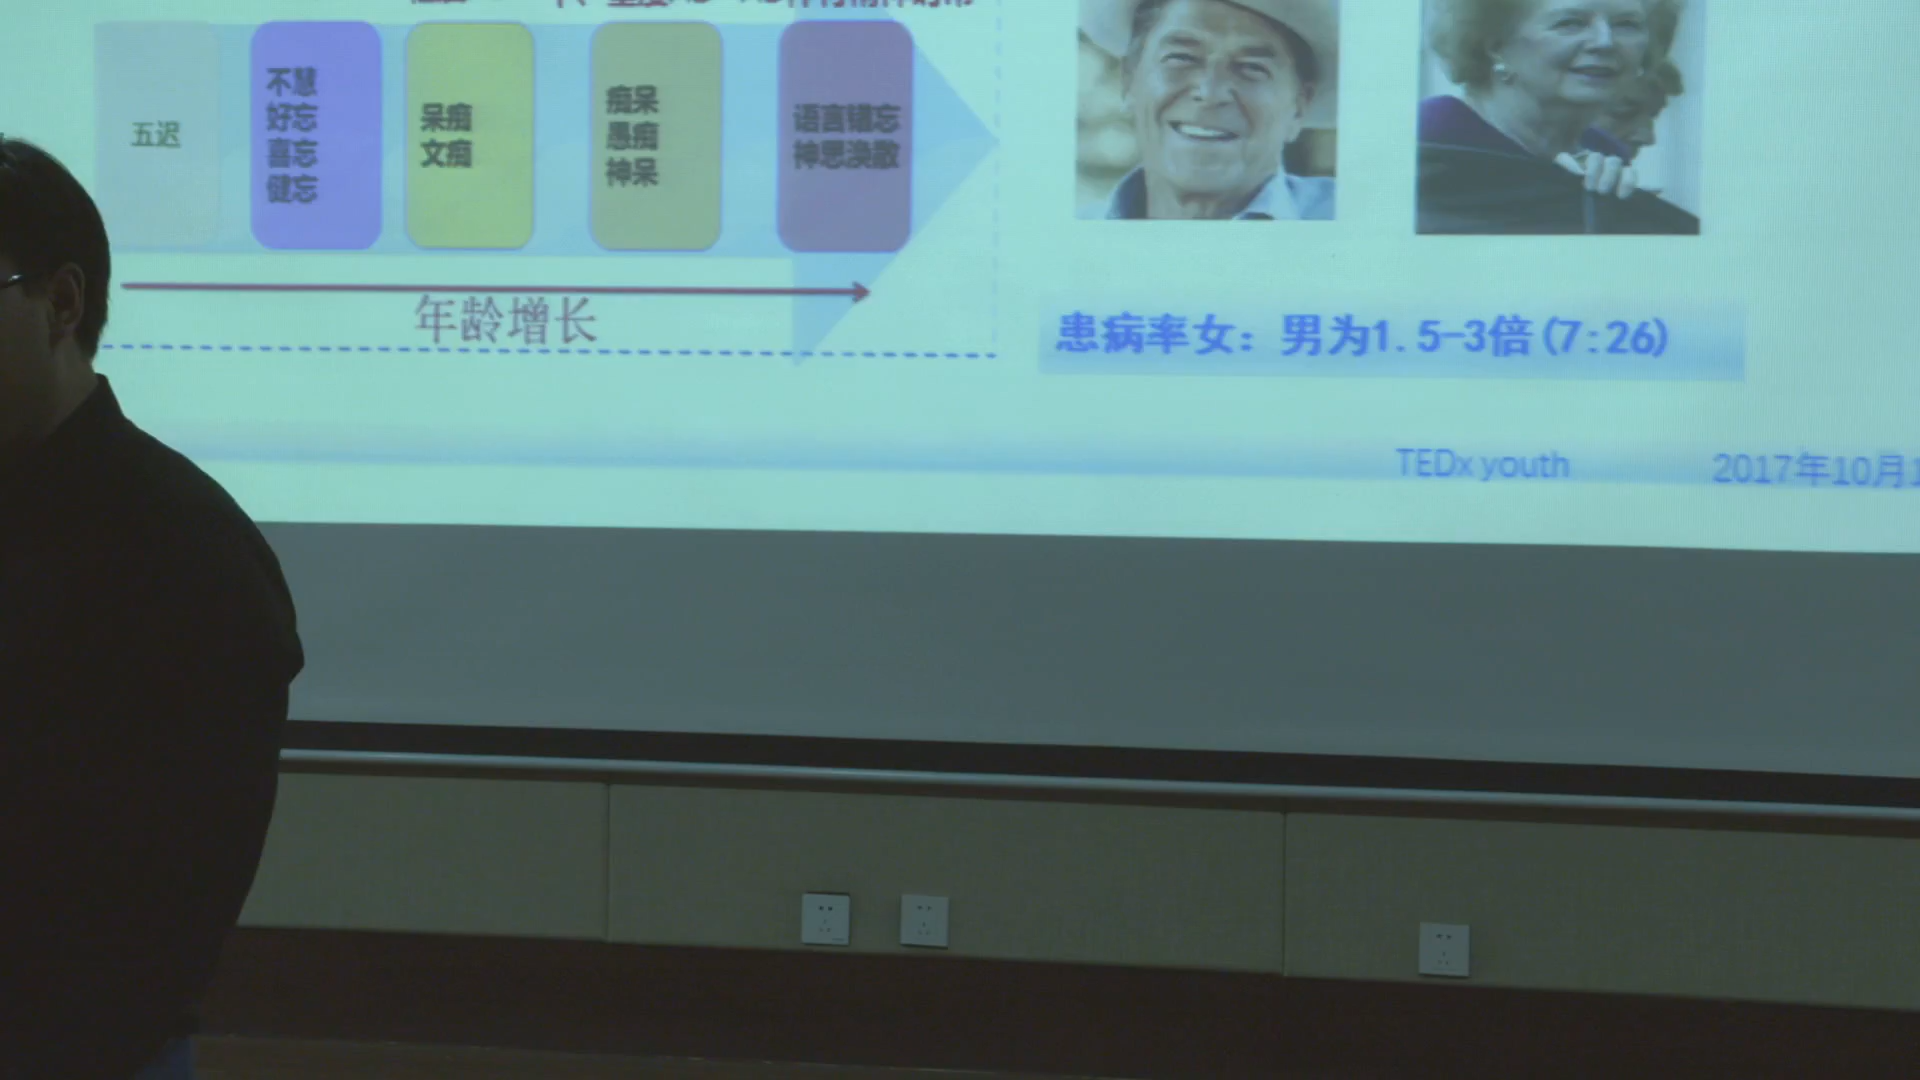 五迟
不慧
好忘
喜忘
健忘
呆痴
文痴
痴呆
愚痴
神呆
语言错忘
神思涣散
年龄增长
患病率女：男为1.5-3倍(7:26)
TEDx youth
2017年10月1